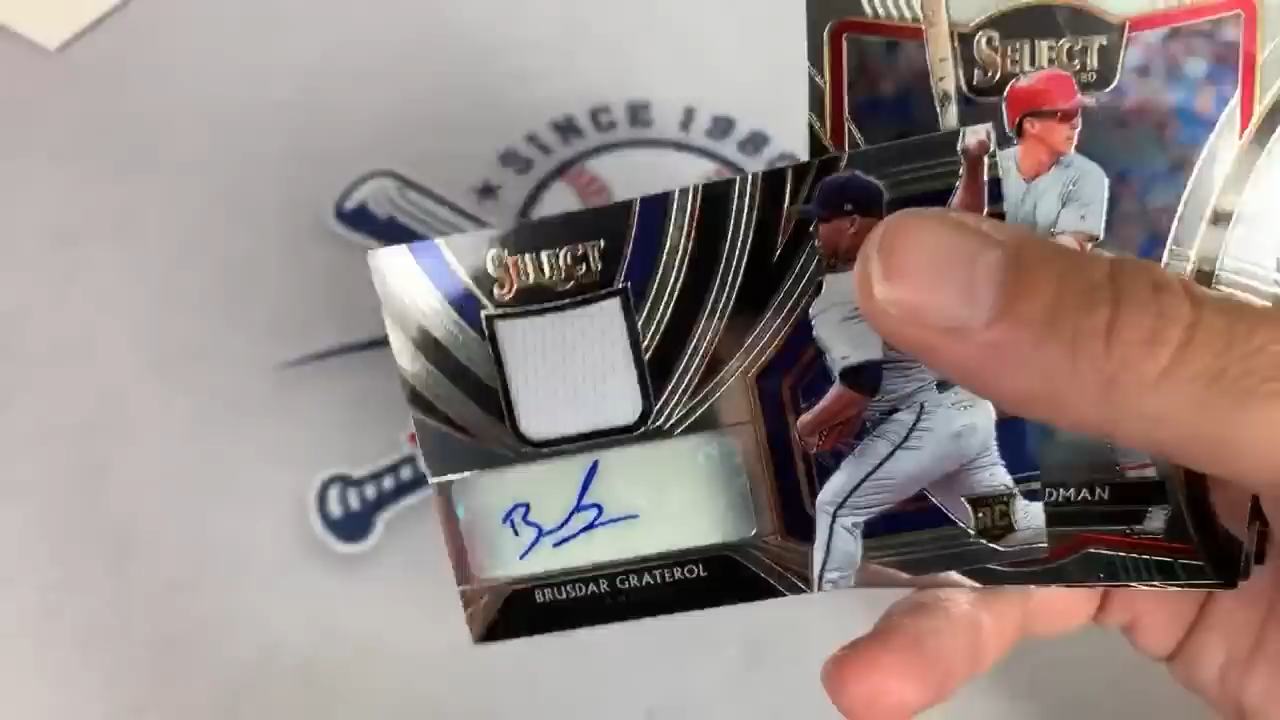 SINCE 198
SELECT
SELECT
DMAN
RC
BRUSDAR GRATEROL